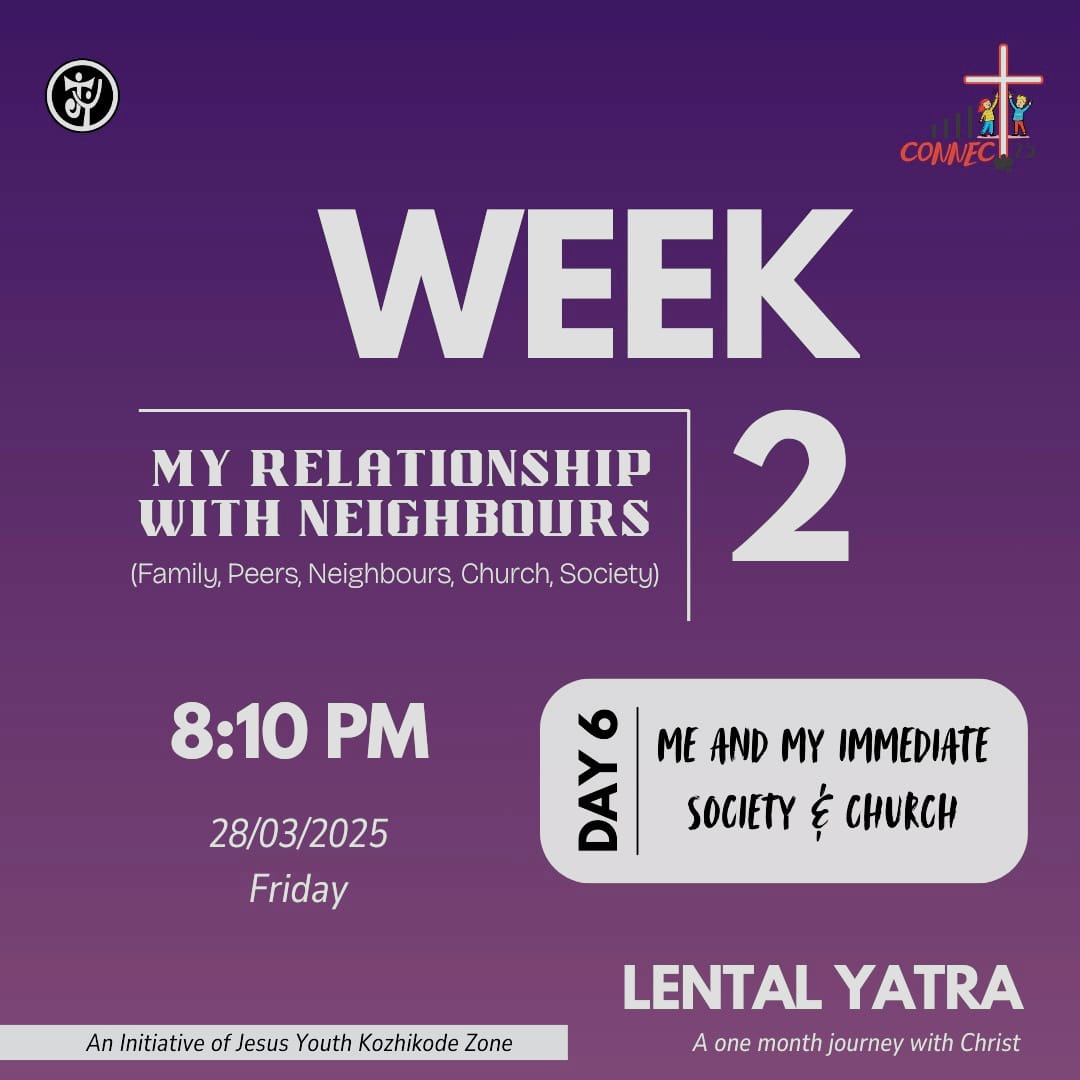 CONNECT 25
WEEK
2
MY RELATIONSHIP
WITH NEIGHBOURS
(Family, Peers, Neighbours, Church, Society)
8:10 PM
28/03/2025
Friday
DAY 6
ME AND MY IMMEDIATE
SOCIETY & CHURCH
LENTAL YATRA
A one month journey with Christ
An Initiative of Jesus Youth Kozhikode Zone